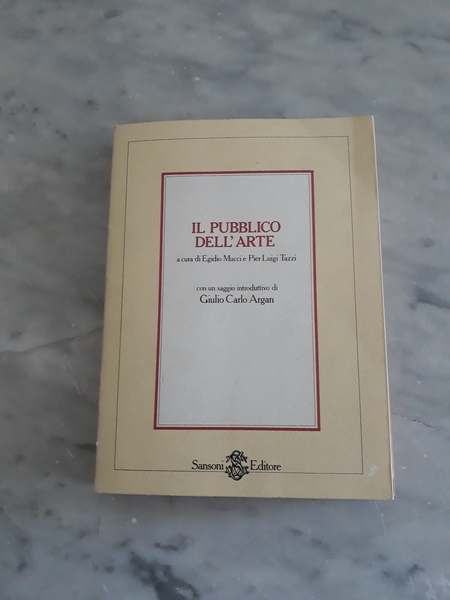 IL PUBBLICO
DELL'ARTE
a cura di Egidio Mucci e Pier Luigi Tazzi
con un saggio introduttivo di
Giulio Carlo Argan
Sansoni Editore